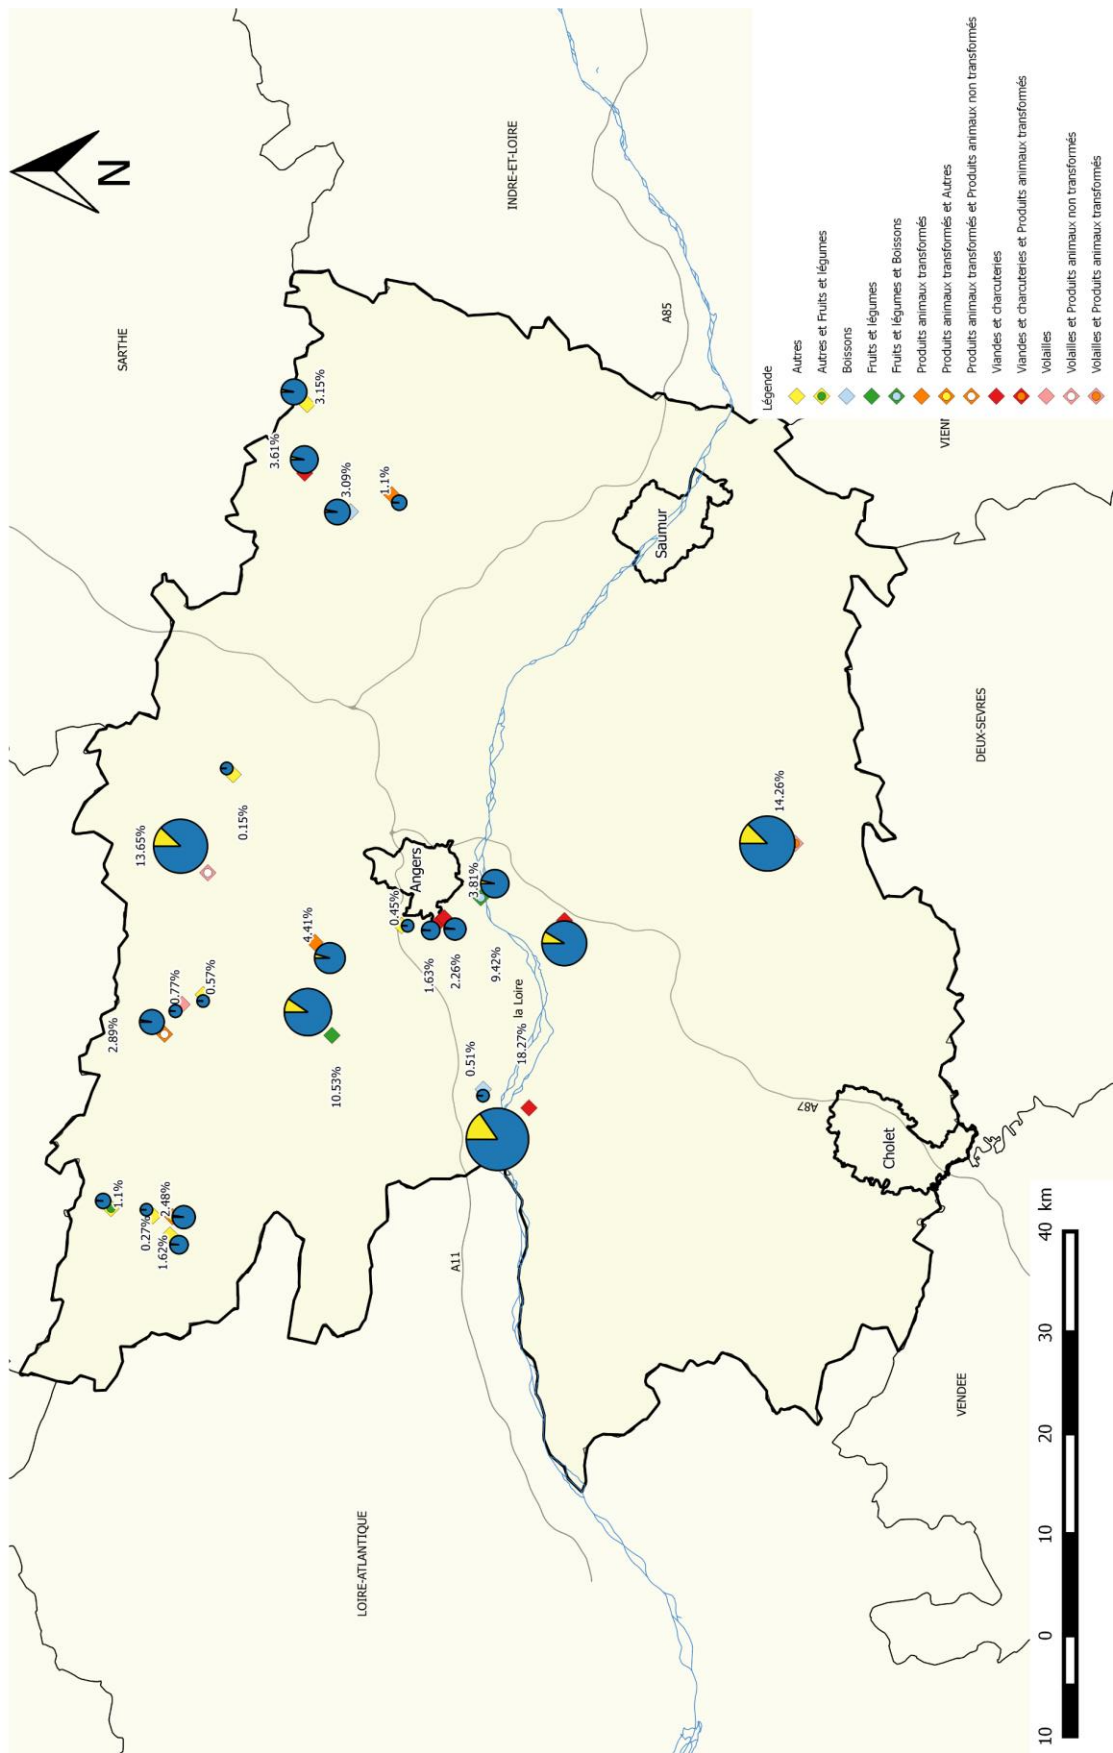 N
SARTHE
INDRE-ET-LOIRE
LOIRE-ATLANTIQUE
VENDEE
DEUX-SEVRES
VIENN
A11
A85
A87
Angers
Saumur
Cholet
la Loire
1.1%
0.27%
2.48%
1.62%
2.89%
0.77%
0.57%
13.65%
0.15%
3.61%
3.15%
3.09%
1.1%
10.53%
4.41%
0.45%
1.63%
2.26%
3.81%
9.42%
0.51%
18.27%
14.26%
10 0 10 20 30 40 km
Légende
Autres
Autres et Fruits et légumes
Boissons
Fruits et légumes
Fruits et légumes et Boissons
Produits animaux transformés
Produits animaux transformés et Autres
Produits animaux transformés et Produits animaux non transformés
Viandes et charcuteries
Viandes et charcuteries et Produits animaux transformés
Volailles
Volailles et Produits animaux non transformés
Volailles et Produits animaux transformés